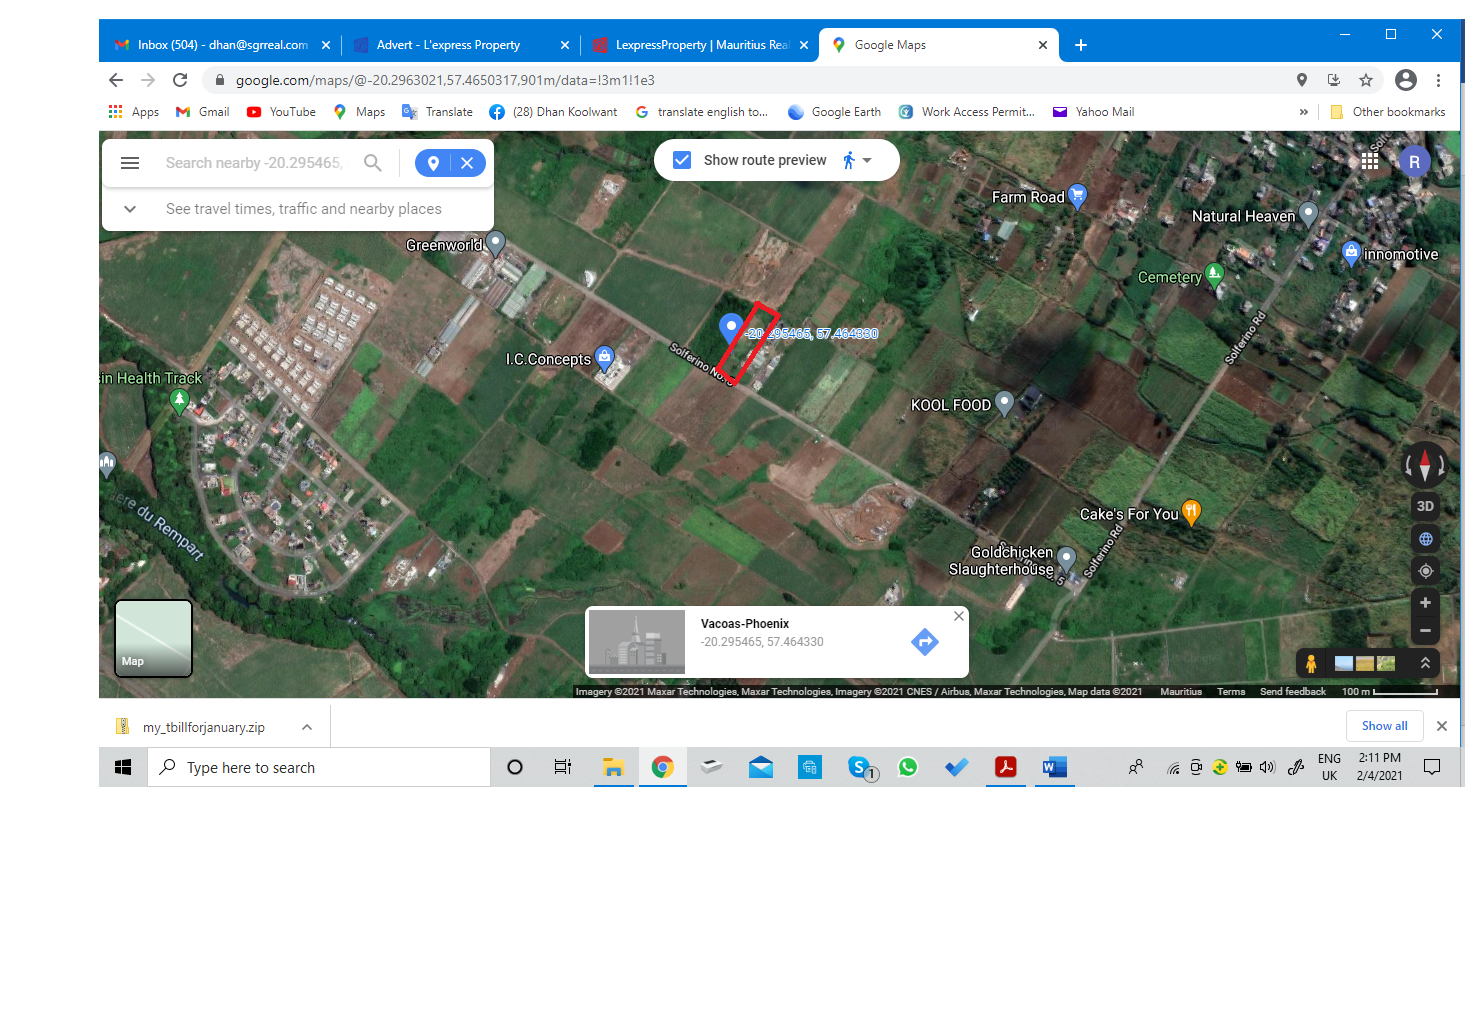 Inbox (504) - dhan@sgrreal.com
Advert - L'express Property
LexpressProperty | Mauritius Rea
Google Maps
google.com/maps/@-20.2963021,57.4650317,901m/data=!3m1!1e3
Apps
Gmail
YouTube
Maps
Translate
(28) Dhan Koolwant
translate english to...
Google Earth
Work Access Permit...
Yahoo Mail
»
Other bookmarks
Search nearby -20.295465,
See travel times, traffic and nearby places
Show route preview
R
Farm Road
Natural Heaven
innomotive
Greenworld
Cemetery
-20.295465, 57.464330
Solferino No. 5
Solferino Rd
I.C.Concepts
sin Health Track
KOOL FOOD
3D
Cake's For You
Solferino Rd
Goldchicken
Slaughterhouse
ère du Rempart
Map
Vacoas-Phoenix
-20.295465, 57.464330
Imagery ©2021 Maxar Technologies, Maxar Technologies, Imagery ©2021 CNES / Airbus, Maxar Technologies, Map data ©2021
Mauritius
Terms
Send feedback
100 m
my_tbillforjanuary.zip
Show all
Type here to search
1
ENG
UK
2:11 PM
2/4/2021